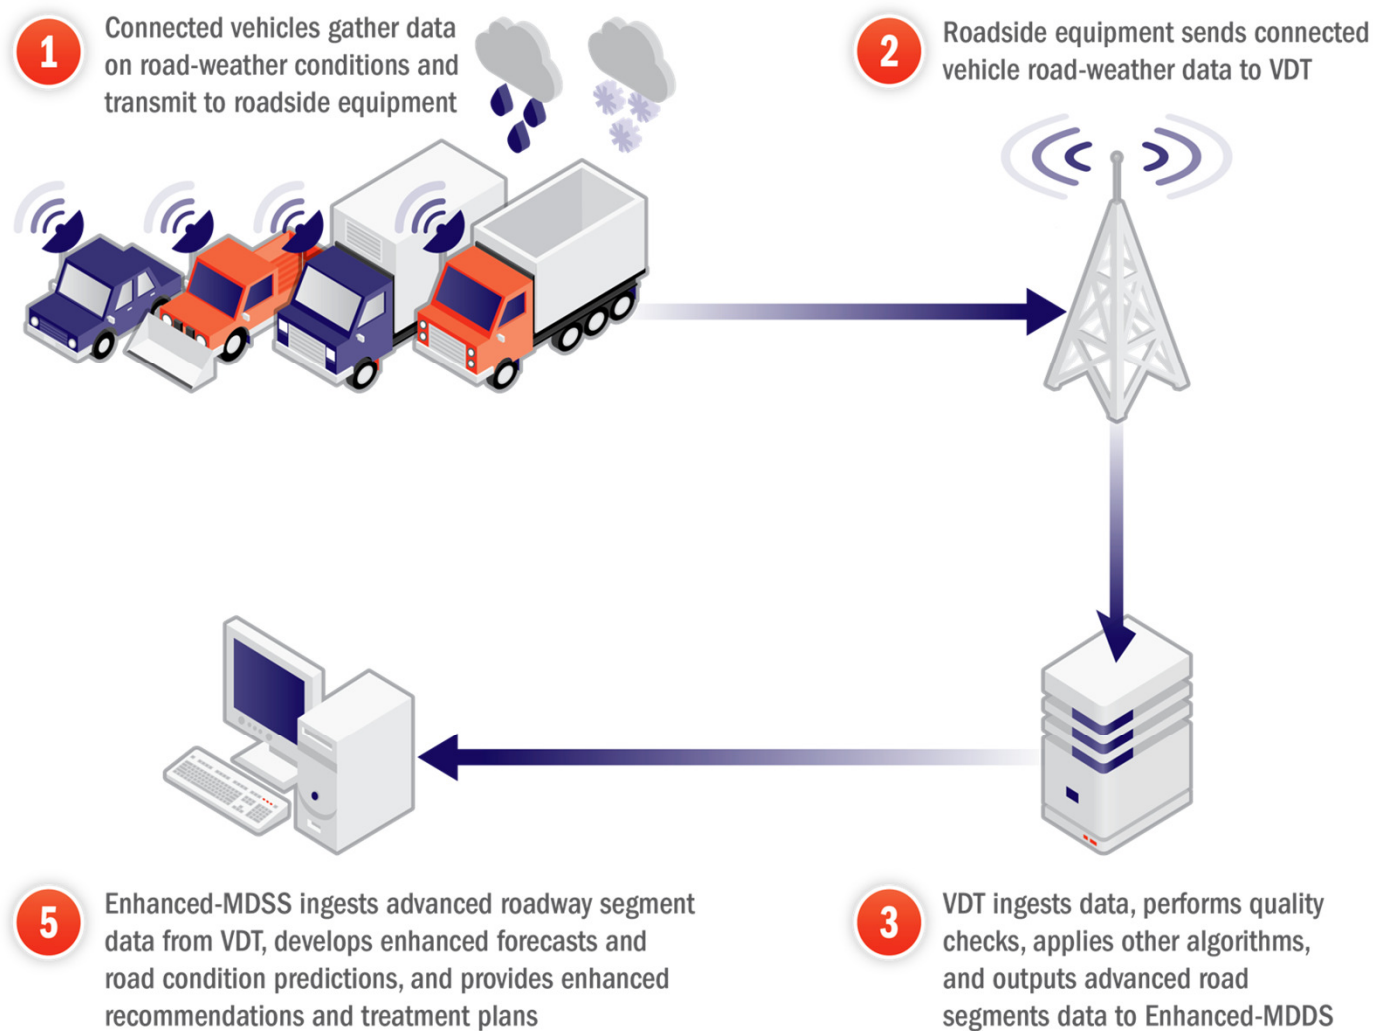 1
Connected vehicles gather data
on road-weather conditions and
transmit to roadside equipment
2
Roadside equipment sends connected
vehicle road-weather data to VDT
5
Enhanced-MDSS ingests advanced roadway segment
data from VDT, develops enhanced forecasts and
road condition predictions, and provides enhanced
recommendations and treatment plans
3
VDT ingests data, performs quality
checks, applies other algorithms,
and outputs advanced road
segments data to Enhanced-MDDS